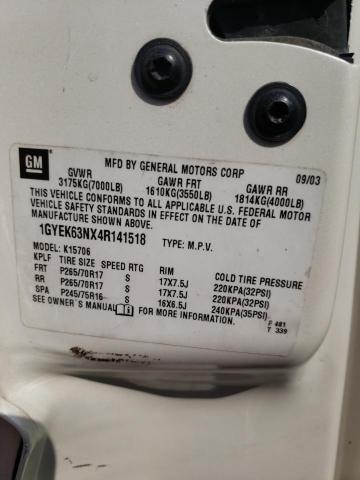 GM
MFD BY GENERAL MOTORS CORP 09/03
GVWR GAWR FRT GAWR RR
3175KG(7000LB) 1610KG(3550LB) 1814KG(4000LB)
THIS VEHICLE CONFORMS TO ALL APPLICABLE U.S. FEDERAL MOTOR
VEHICLE SAFETY STANDARDS IN EFFECT ON THE DATE OF
MANUFACTURE SHOWN ABOVE.
1GYEK63NX4R141518 TYPE: M.P.V.
MODEL: K15706
KPLF TIRE SIZE SPEED RTG RIM COLD TIRE PRESSURE
FRT P265/70R17 S 17X7.5J 220KPA(32PSI)
RR P265/70R17 S 17X7.5J 220KPA(32PSI)
SPA P245/75R16 S 16X6.5J 240KPA(35PSI)
SEE OWNER'S MANUAL FOR MORE INFORMATION.
F 481
T 339